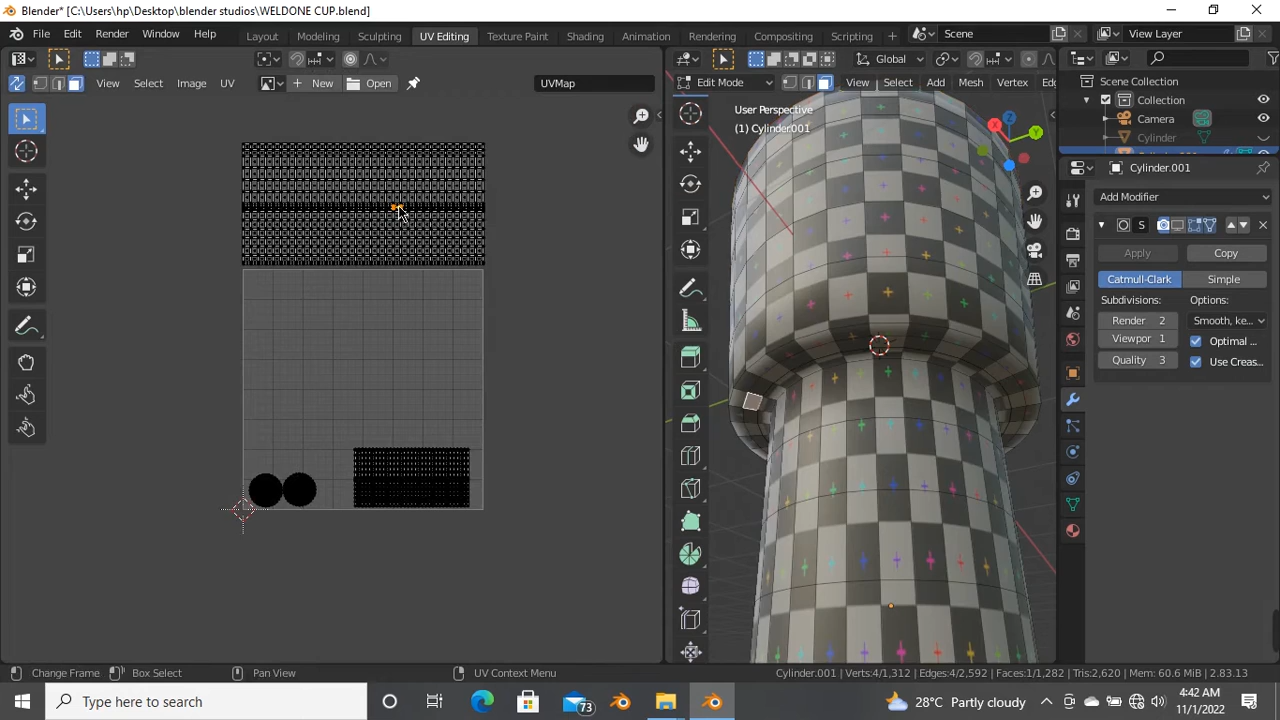 Blender* [C:\Users\hp\Desktop\blender studios\WELDONE CUP.blend]
File Edit Render Window Help Layout Modeling Sculpting UV Editing Texture Paint Shading Animation Rendering Compositing Scripting Scene View Layer
Global
View Select Image UV New Open UVMap Edit Mode View Select Add Mesh Vertex Ed
User Perspective
(1) Cylinder.001
X
Y
Z
Scene Collection
Collection
Camera
Cylinder
Cylinder.001
Add Modifier
S
Apply Copy
Catmull-Clark Simple
Subdivisions: Options:
Render 2 Smooth, ke...
Viewpor 1 Optimal ...
Quality 3 Use Creas...
Change Frame Box Select Pan View UV Context Menu Cylinder.001 | Verts:4/1,312 | Edges:4/2,592 | Faces:1/1,282 | Tris:2,620 | Mem: 60.6 MiB | 2.83.13
Type here to search 73 28°C Partly cloudy 4:42 AM
11/1/2022